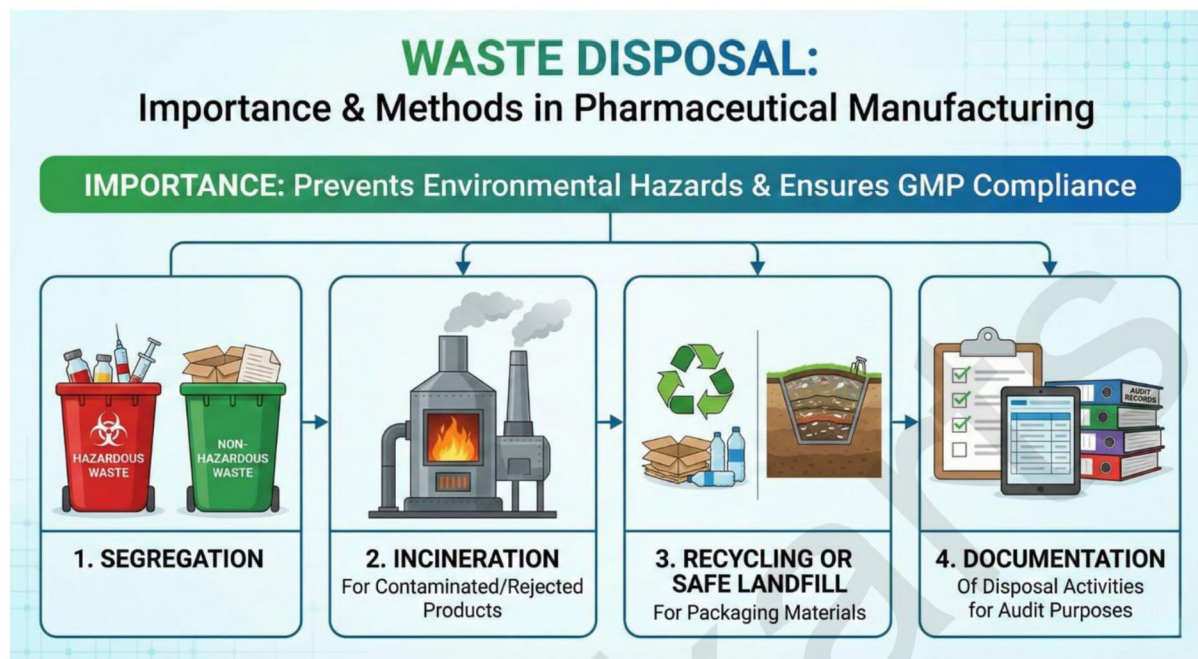 WASTE DISPOSAL:
Importance & Methods in Pharmaceutical Manufacturing
IMPORTANCE: Prevents Environmental Hazards & Ensures GMP Compliance
HAZARDOUS
WASTE
NON-
HAZARDOUS
WASTE
AUDIT
RECORDS
1. SEGREGATION
2. INCINERATION
For Contaminated/Rejected
Products
3. RECYCLING OR
SAFE LANDFILL
For Packaging Materials
4. DOCUMENTATION
Of Disposal Activities
for Audit Purposes